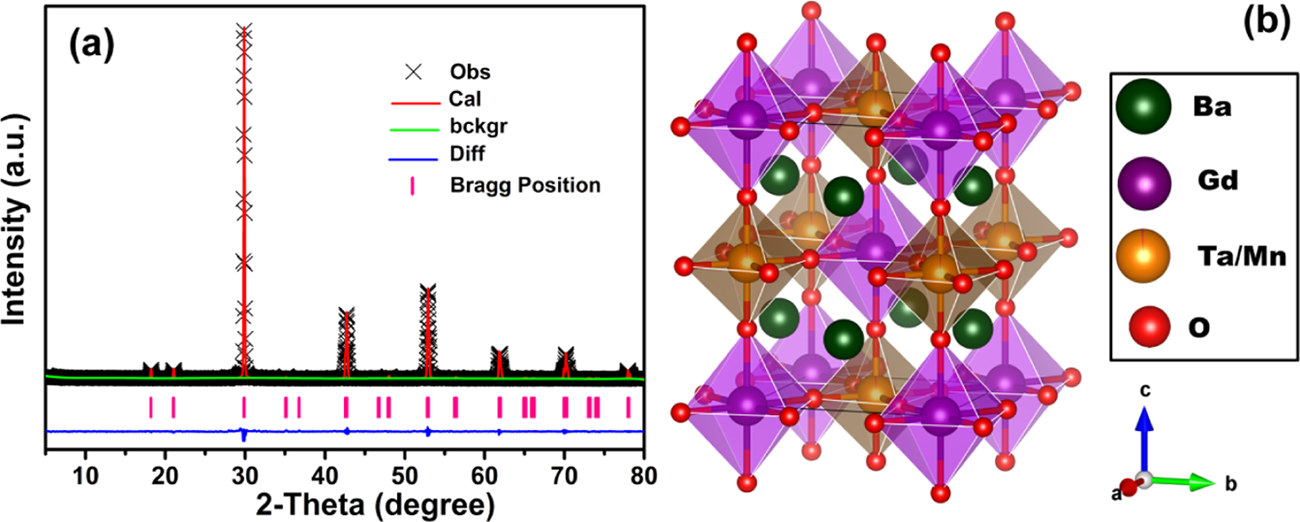 (a)
Obs
Cal
bckgr
Diff
Bragg Position
Intensity (a.u.)
10 20 30 40 50 60 70 80
2-Theta (degree)
(b)
Ba
Gd
Ta/Mn
O
c
a b